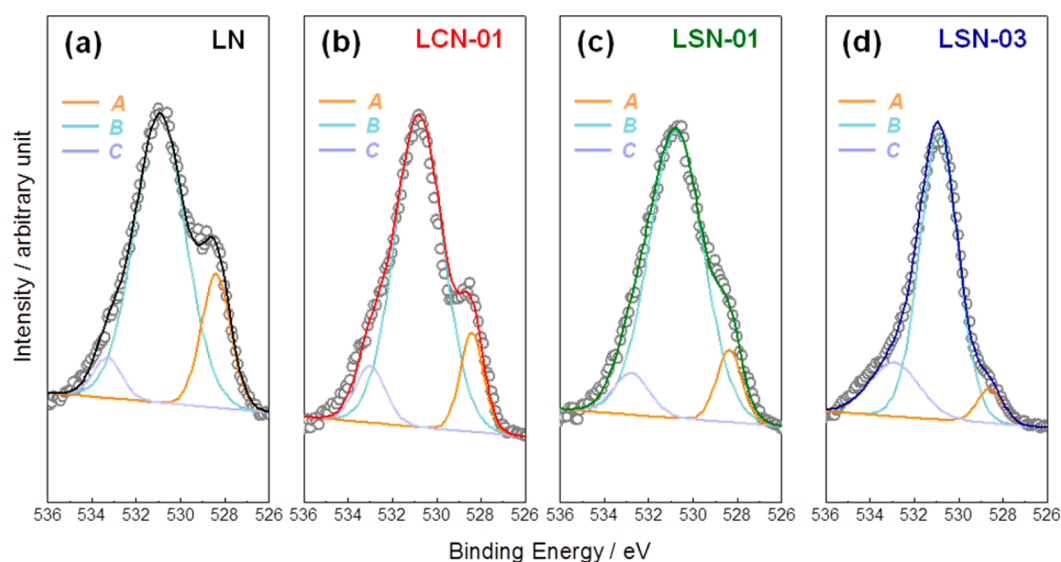 (a) LN
A
B
C
(b) LCN-01
A
B
C
(c) LSN-01
A
B
C
(d) LSN-03
A
B
C
Intensity / arbitrary unit
536 534 532 530 528 526
536 534 532 530 528 526
536 534 532 530 528 526
536 534 532 530 528 526
Binding Energy / eV